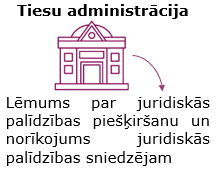 Tiesu administrācija
Lēmums par juridiskās
palīdzības piešķiršanu un
norīkojums juridiskās
palīdzības sniedzējam